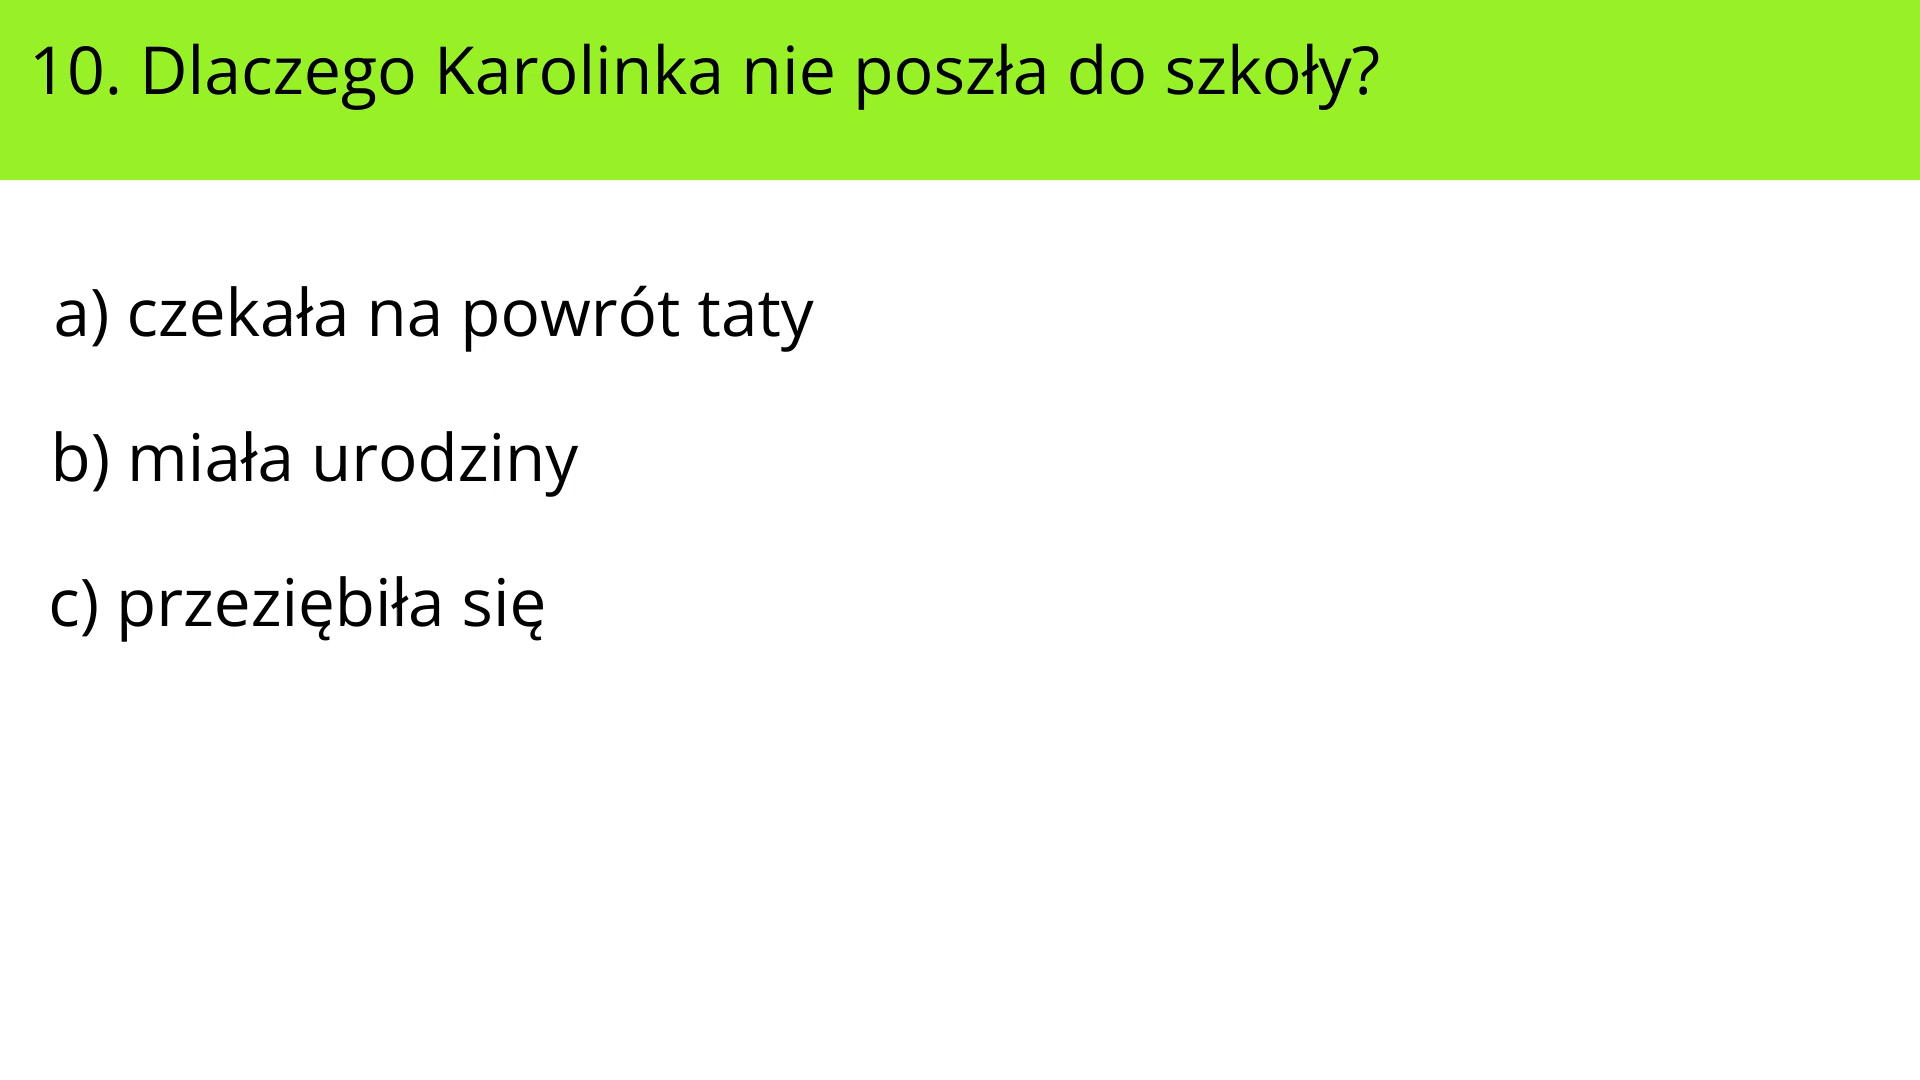 10. Dlaczego Karolinka nie poszła do szkoły?
a) czekała na powrót taty
b) miała urodziny
c) przeziębiła się